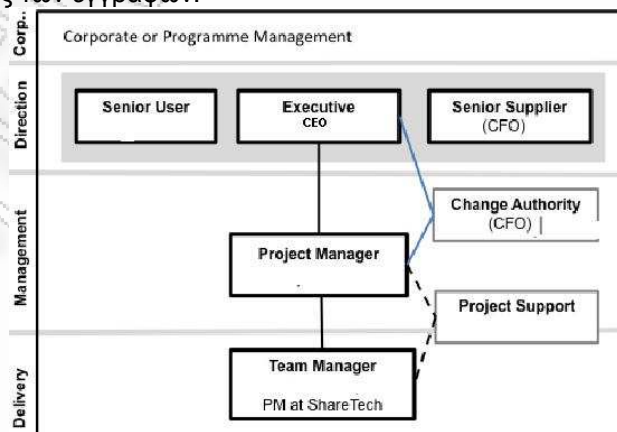 Corp..
Corporate or Programme Management
Direction
Senior User
Executive
CEO
Senior Supplier
(CFO)
Management
Change Authority
(CFO)
Project Manager
Project Support
Delivery
Team Manager
PM at ShareTech